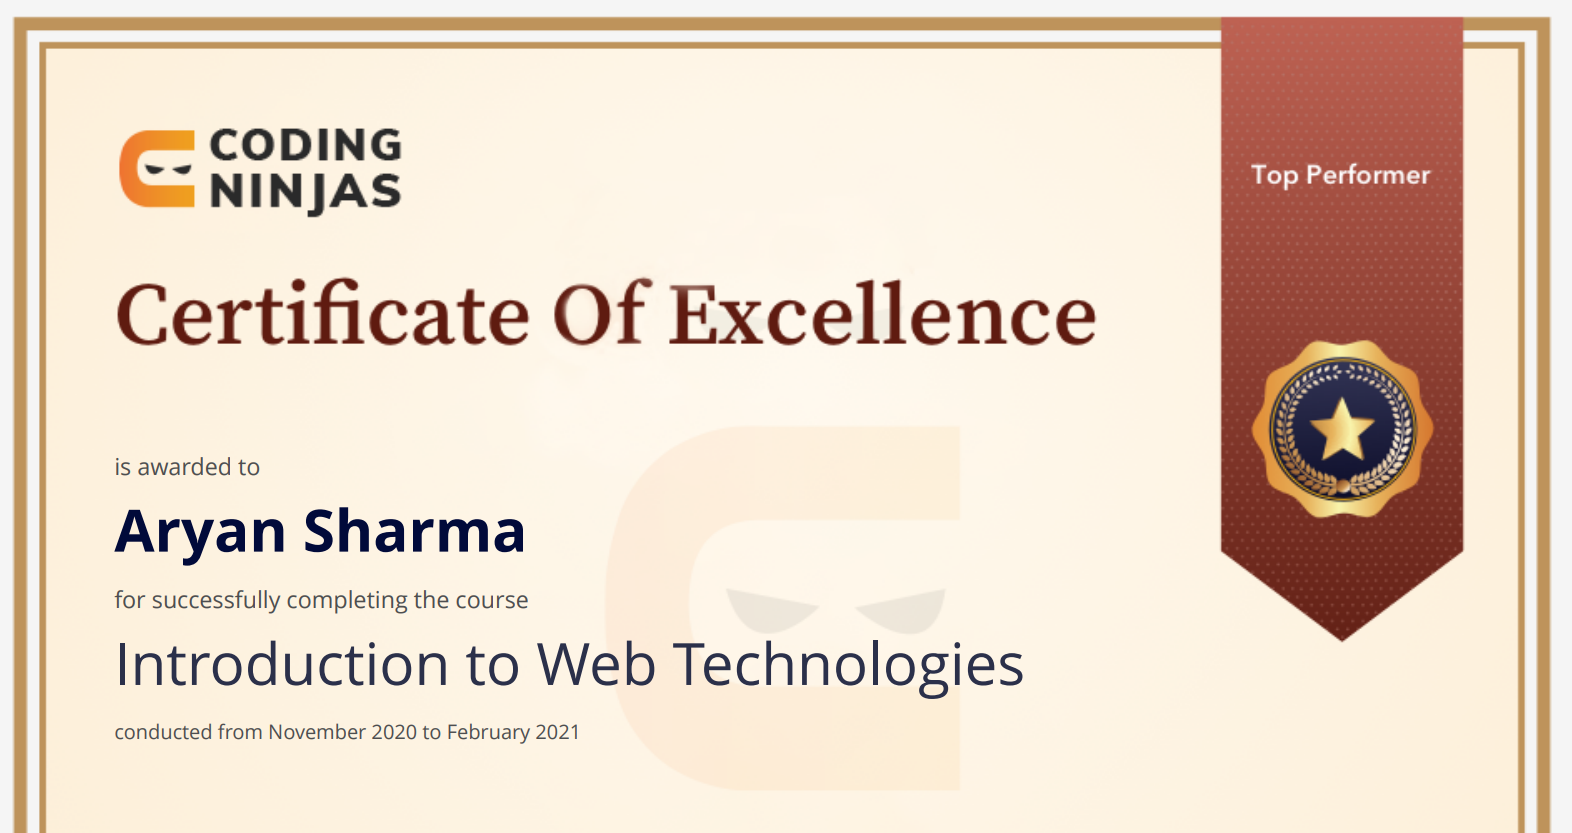 CODING
NINJAS
Top Performer
Certificate Of Excellence
is awarded to
Aryan Sharma
for successfully completing the course
Introduction to Web Technologies
conducted from November 2020 to February 2021